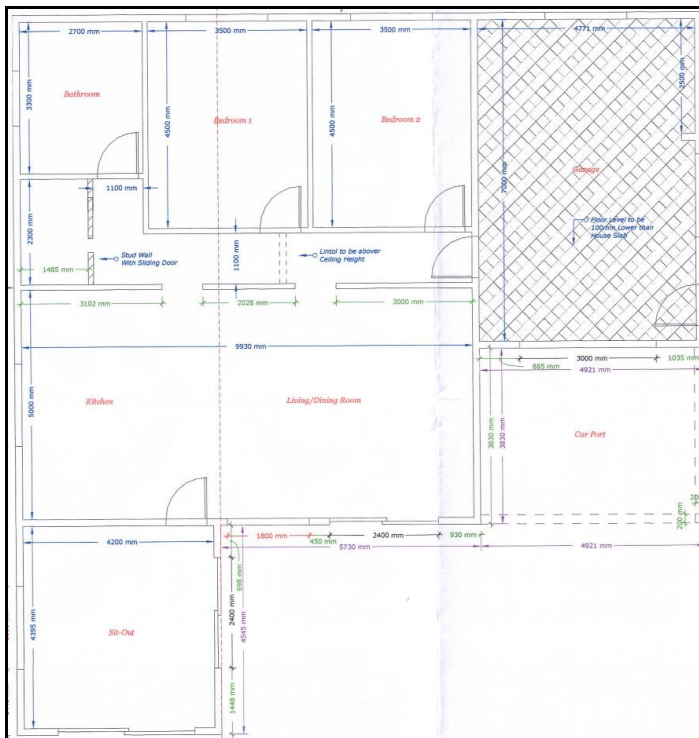 2700 mm
3500 mm
3500 mm
4771 mm
3300 mm
Bathroom
4500 mm
Bedroom 1
4500 mm
Bedroom 2
2500 mm
7000 mm
Garage
1100 mm
2300 mm
Stud Wall
With Sliding Door
1485 mm
1100 mm
Lintol to be abover
Ceiling Height
Floor Level to be
100mm Lower than
House Slab
3102 mm
2028 mm
3000 mm
9930 mm
3000 mm
1035 mm
885 mm
4921 mm
5000 mm
Kitchen
Living/Dining Room
3830 mm
3830 mm
Car Port
20
200 mm
4200 mm
1800 mm
450 mm
2400 mm
930 mm
5730 mm
4921 mm
698 mm
2400 mm
4545 mm
4395 mm
Sit-Out
1448 mm